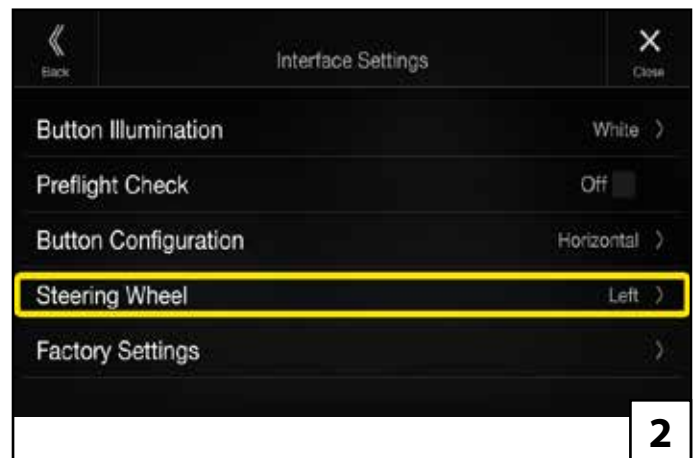 Interface Settings
Back
Close
Button Illumination White
Preflight Check Off
Button Configuration Horizontal
Steering Wheel Left
Factory Settings
2